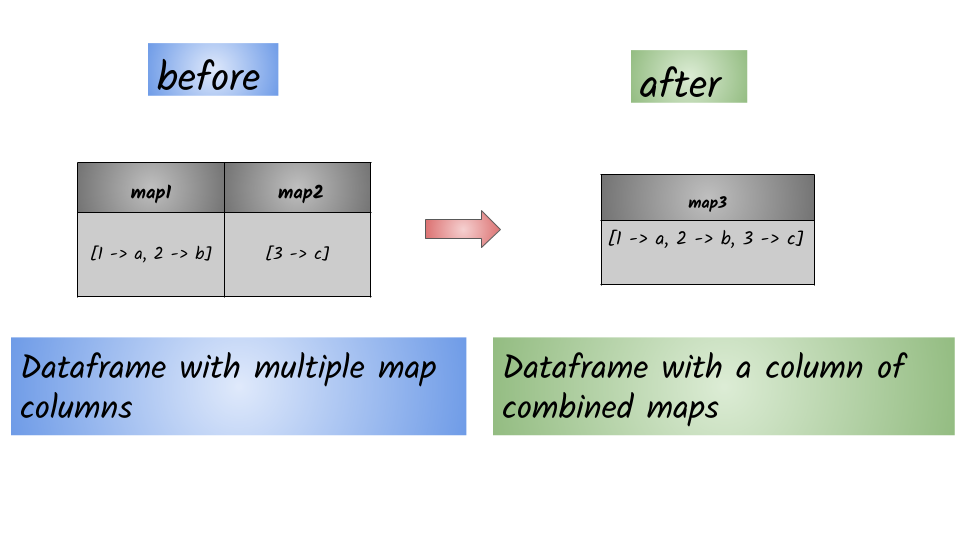 before
after
map1 map2
[1 -> a, 2 -> b] [3 -> c]
map3
[1 -> a, 2 -> b, 3 -> c]
Dataframe with multiple map
columns
Dataframe with a column of
combined maps